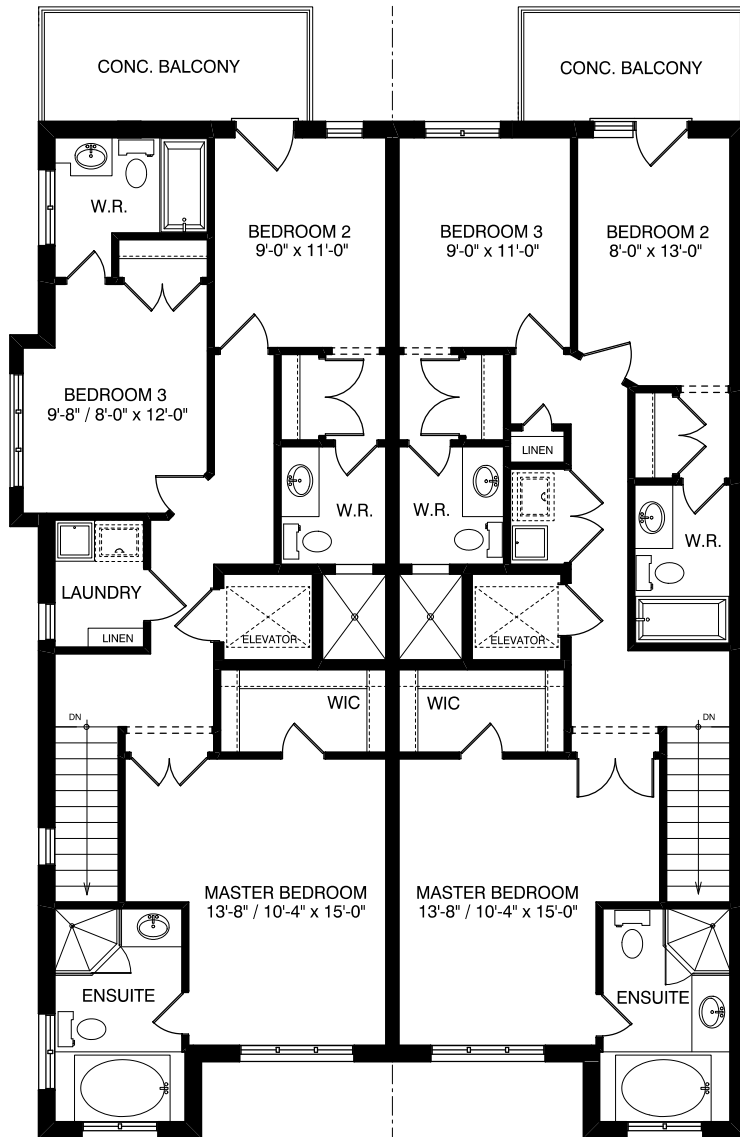 CONC. BALCONY
CONC. BALCONY
W.R.
BEDROOM 2
9'-0" x 11'-0"
BEDROOM 3
9'-0" x 11'-0"
BEDROOM 2
8'-0" x 13'-0"
BEDROOM 3
9'-8" / 8'-0" x 12'-0"
LINEN
W.R.
W.R.
W.R.
LAUNDRY
LINEN
ELEVATOR
ELEVATOR
WIC
WIC
DN
DN
MASTER BEDROOM
13'-8" / 10'-4" x 15'-0"
MASTER BEDROOM
13'-8" / 10'-4" x 15'-0"
ENSUITE
ENSUITE